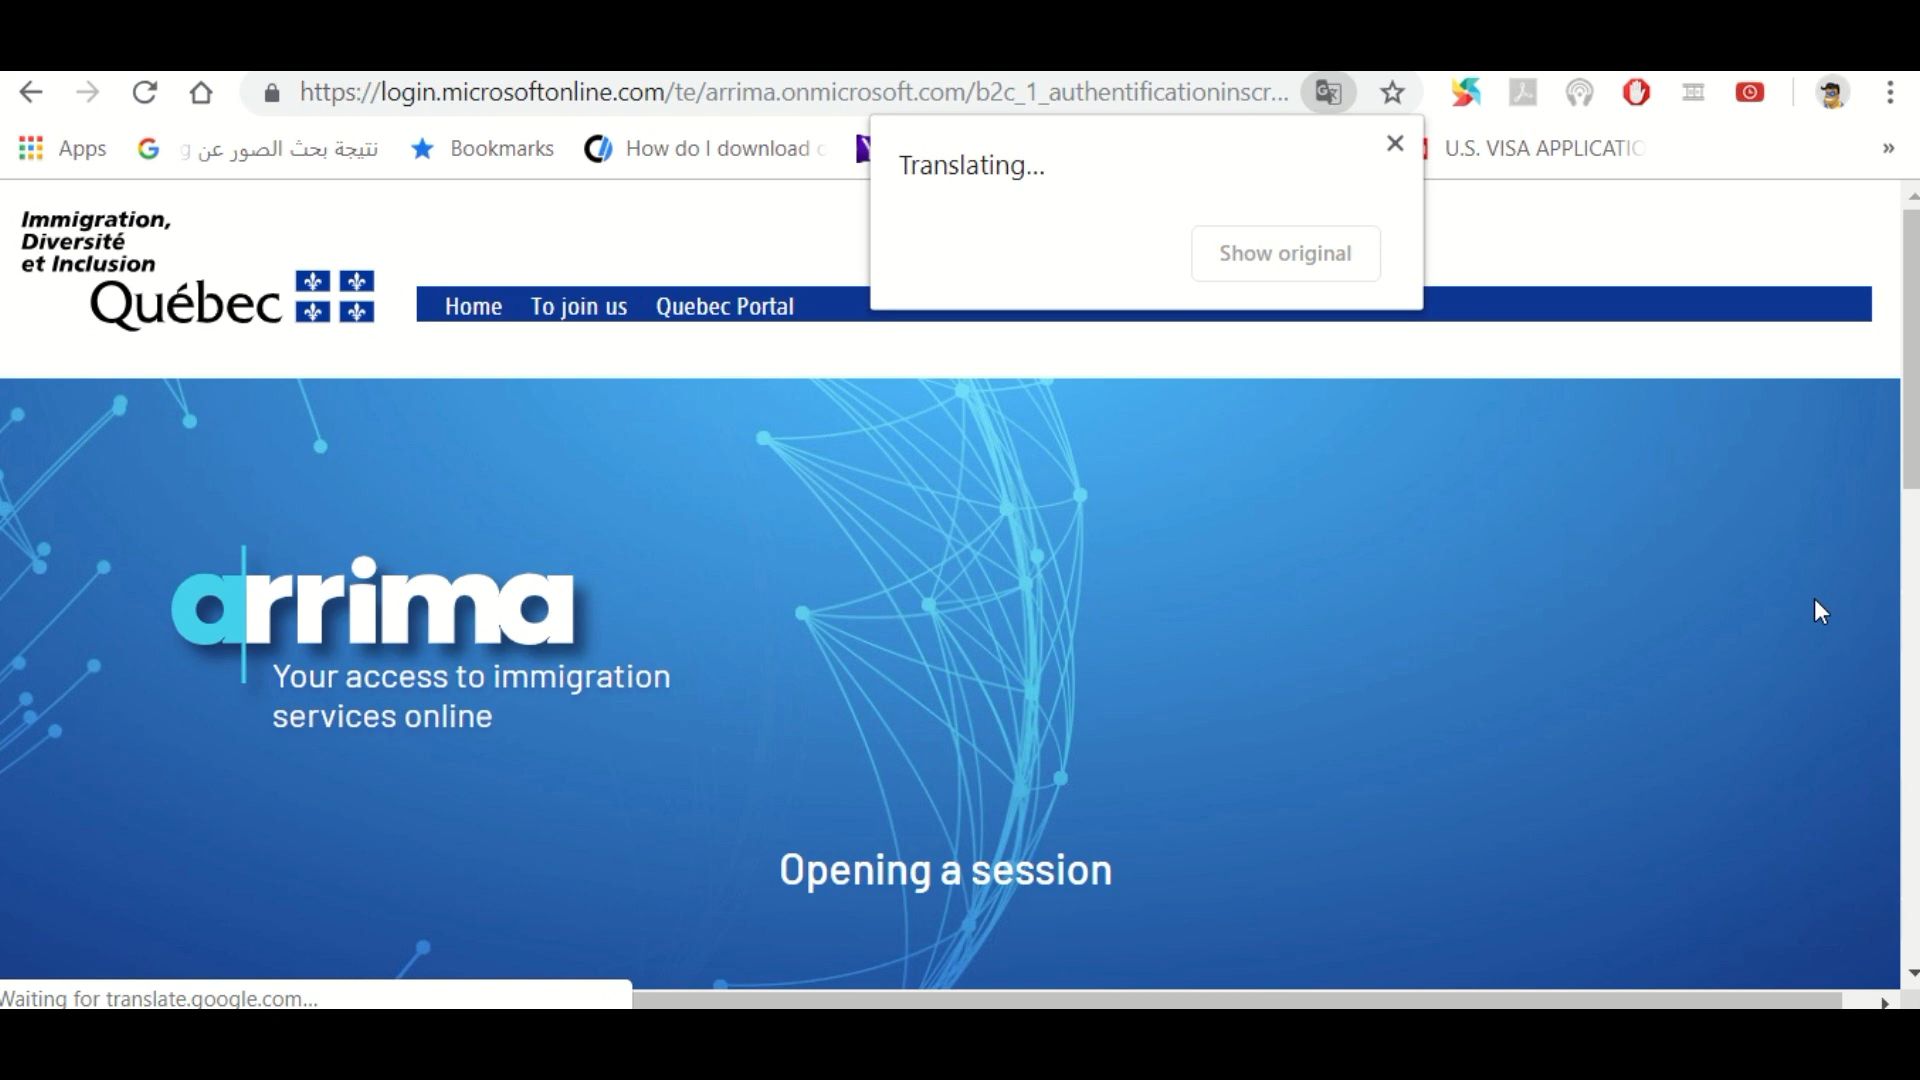 https://login.microsoftonline.com/te/arrima.onmicrosoft.com/b2c_1_authentificationinscr...
Apps
نتيجة بحث الصور عن g
Bookmarks
How do I download
U.S. VISA APPLICATIO
Translating...
Show original
Immigration,
Diversité
et Inclusion
Québec
Home To join us Quebec Portal
arrima
Your access to immigration
services online
Opening a session
Waiting for translate.google.com...